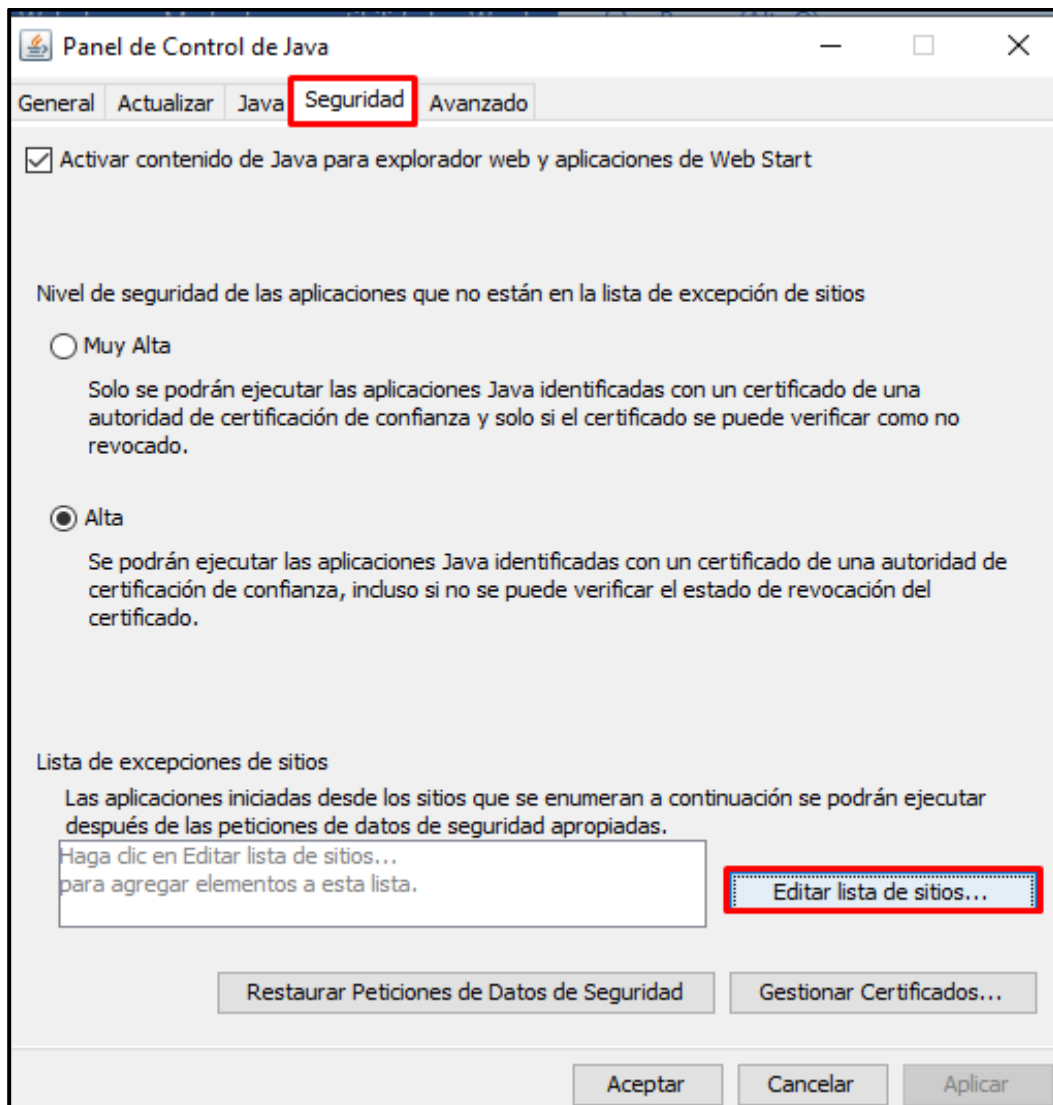 Panel de Control de Java
General Actualizar Java Seguridad Avanzado
Activar contenido de Java para explorador web y aplicaciones de Web Start
Nivel de seguridad de las aplicaciones que no están en la lista de excepción de sitios
Muy Alta
Solo se podrán ejecutar las aplicaciones Java identificadas con un certificado de una
autoridad de certificación de confianza y solo si el certificado se puede verificar como no
revocado.
Alta
Se podrán ejecutar las aplicaciones Java identificadas con un certificado de una autoridad de
certificación de confianza, incluso si no se puede verificar el estado de revocación del
certificado.
Lista de excepciones de sitios
Las aplicaciones iniciadas desde los sitios que se enumeran a continuación se podrán ejecutar
después de las peticiones de datos de seguridad apropiadas.
Haga clic en Editar lista de sitios...
para agregar elementos a esta lista.
Editar lista de sitios...
Restaurar Peticiones de Datos de Seguridad Gestionar Certificados...
Aceptar Cancelar Aplicar